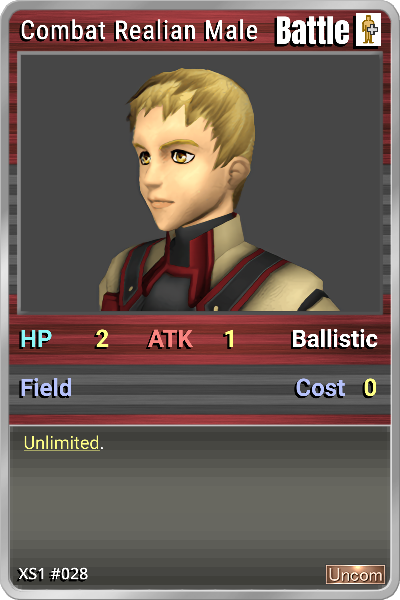 Combat Realian Male Battle
HP 2 ATK 1 Ballistic
Field Cost 0
Unlimited.
XS1 #028 Uncom